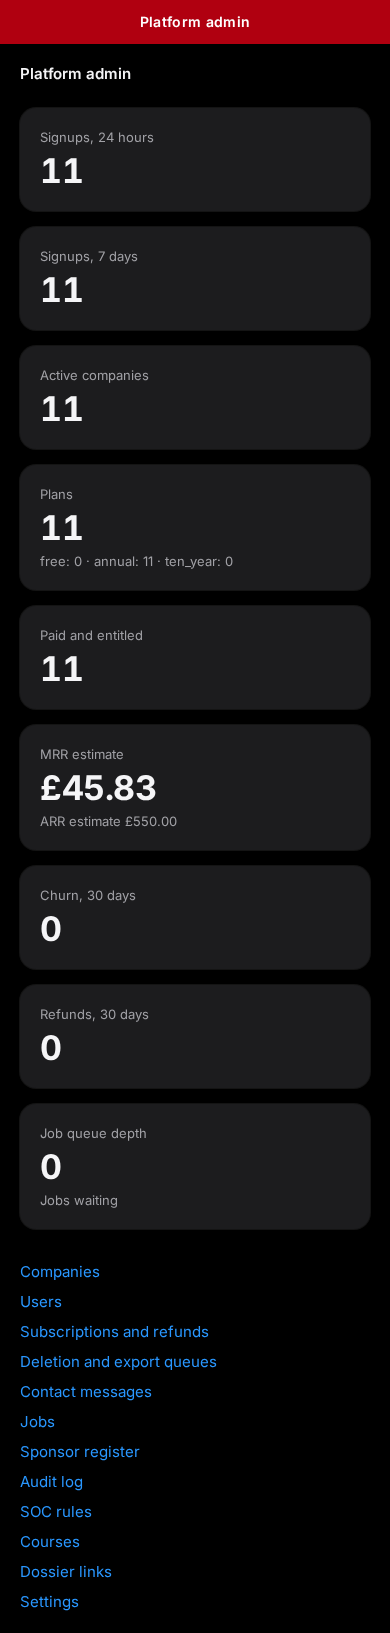 Platform admin
Platform admin
Signups, 24 hours
11
Signups, 7 days
11
Active companies
11
Plans
11
free: 0 · annual: 11 · ten_year: 0
Paid and entitled
11
MRR estimate
£45.83
ARR estimate £550.00
Churn, 30 days
0
Refunds, 30 days
0
Job queue depth
0
Jobs waiting
Companies
Users
Subscriptions and refunds
Deletion and export queues
Contact messages
Jobs
Sponsor register
Audit log
SOC rules
Courses
Dossier links
Settings